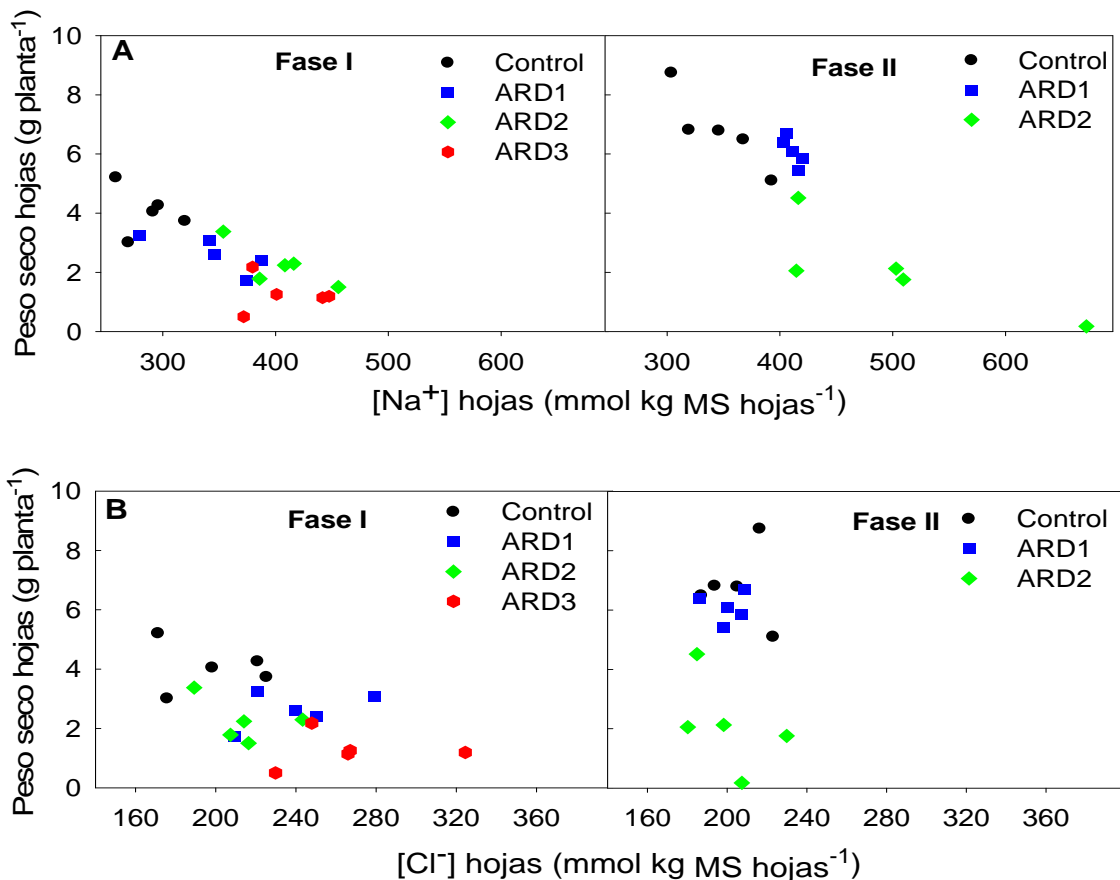 A
Fase I
Control
ARD1
ARD2
ARD3
Fase II
Control
ARD1
ARD2
Peso seco hojas (g planta⁻¹)
10
8
6
4
2
0
300 400 500 600
300 400 500 600
[Na⁺] hojas (mmol kg MS hojas⁻¹)
B
Fase I
Control
ARD1
ARD2
ARD3
Fase II
Control
ARD1
ARD2
Peso seco hojas (g planta⁻¹)
10
8
6
4
2
0
160 200 240 280 320 360
160 200 240 280 320 360
[Cl⁻] hojas (mmol kg MS hojas⁻¹)